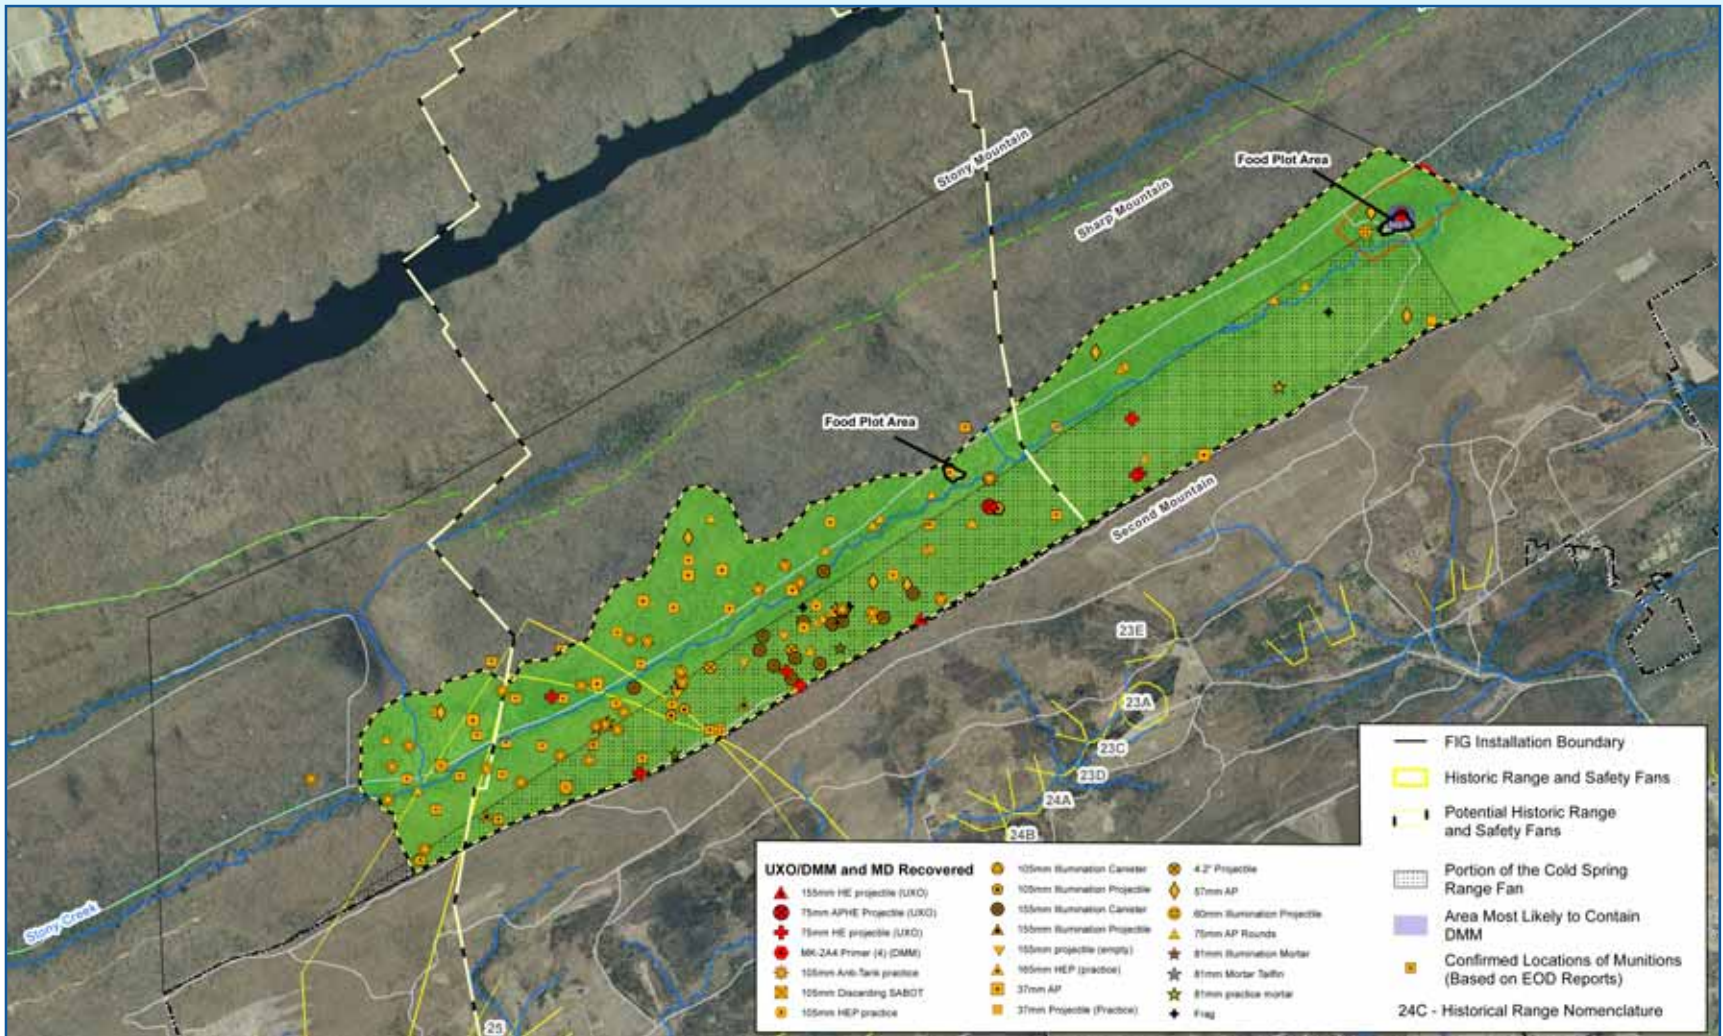 Stony Mountain
Sharp Mountain
Food Plot Area
Food Plot Area
Second Mountain
23E
23A
23C
23D
24A
24B
25
Stony Creek
UXO/DMM and MD Recovered
155mm HE projectile (UXO)
75mm APHE Projectile (UXO)
75mm HE projectile (UXO)
MK-2A4 Primer (4) (DMM)
105mm Anti-Tank practice
105mm Discarding SABOT
105mm HEP practice
105mm Illumination Canister
105mm Illumination Projectile
155mm Illumination Canister
155mm Illumination Projectile
155mm projectile (empty)
165mm HEP (practice)
37mm AP
37mm Projectile (Practice)
4.2" Projectile
57mm AP
60mm Illumination Projectile
75mm AP Rounds
81mm Illumination Mortar
81mm Mortar Tailfin
81mm practice mortar
Frag
FIG Installation Boundary
Historic Range and Safety Fans
Potential Historic Range
and Safety Fans
Portion of the Cold Spring
Range Fan
Area Most Likely to Contain
DMM
Confirmed Locations of Munitions
(Based on EOD Reports)
24C - Historical Range Nomenclature